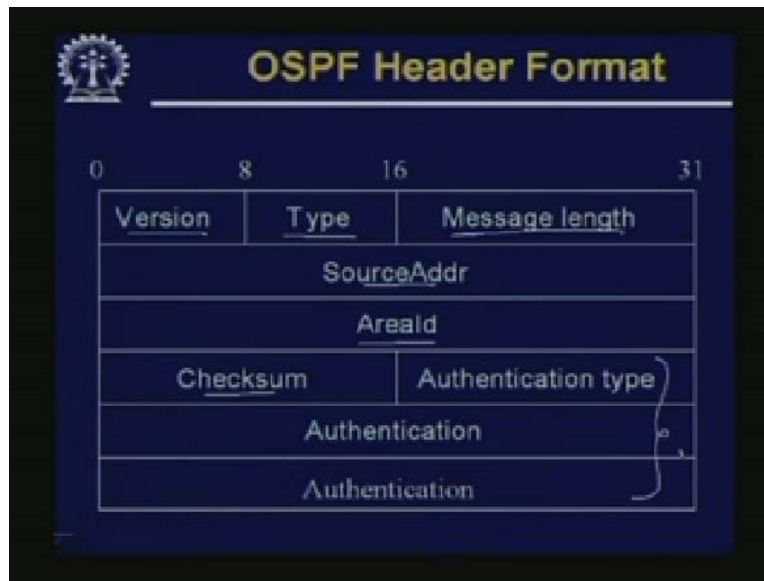 OSPF Header Format
0 8 16 31
Version Type Message length
SourceAddr
AreaId
Checksum Authentication type
Authentication
Authentication